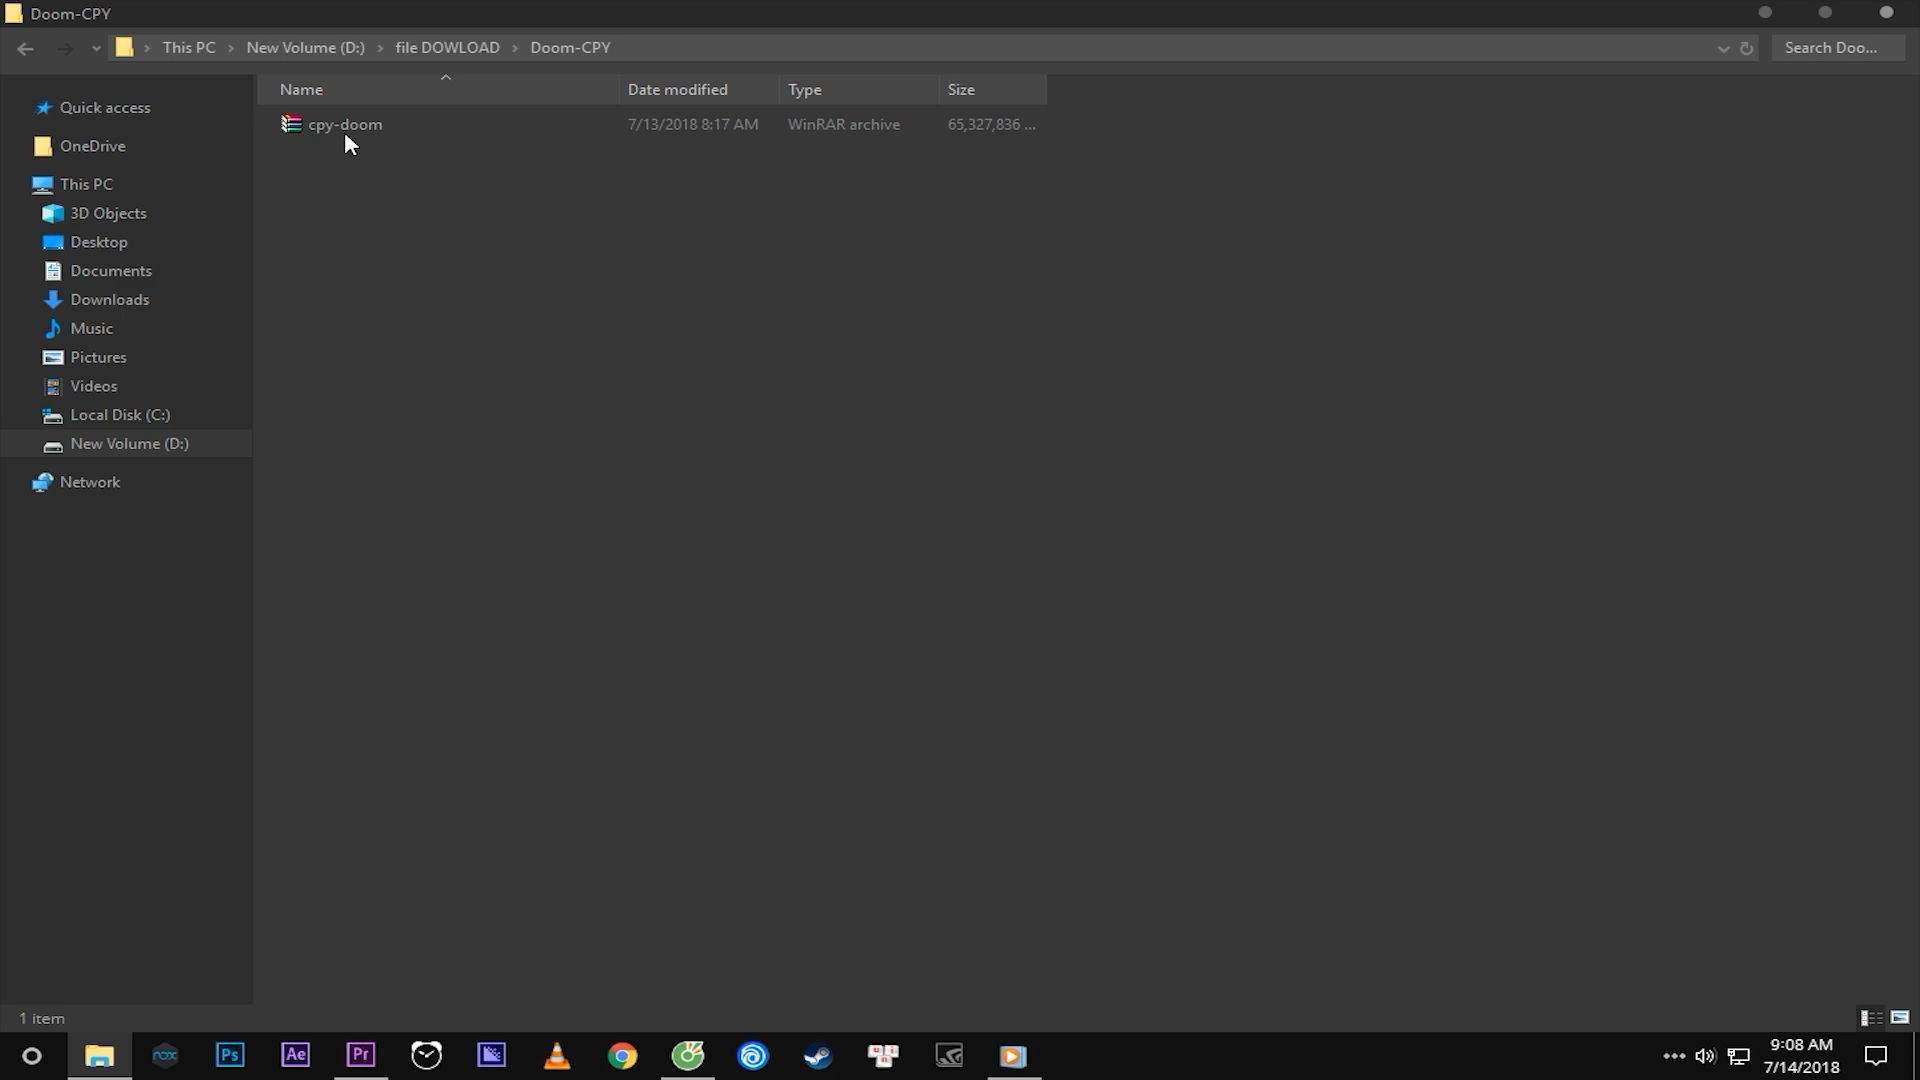 Doom-CPY
This PC
New Volume (D:)
file DOWLOAD
Doom-CPY
Search Doo...
Name
Date modified
Type
Size
cpy-doom
7/13/2018 8:17 AM
WinRAR archive
65,327,836 ...
Quick access
OneDrive
This PC
3D Objects
Desktop
Documents
Downloads
Music
Pictures
Videos
Local Disk (C:)
New Volume (D:)
Network
1 item
nox
Ps
Ae
Pr
9:08 AM
7/14/2018